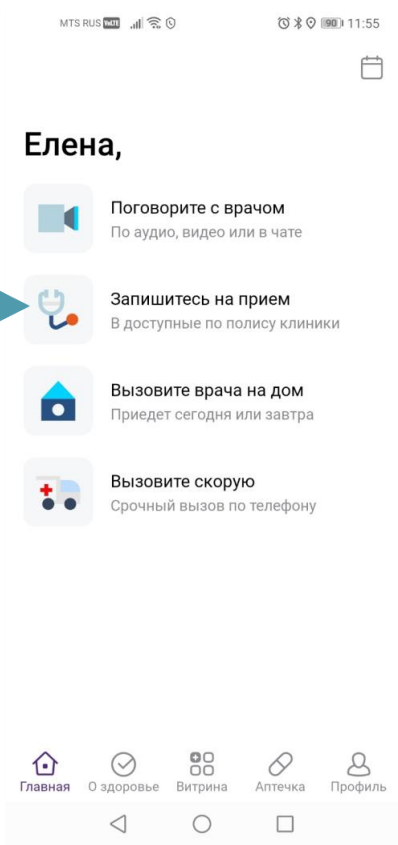 MTS RUS VoLTE 90 11:55
Елена,
Поговорите с врачом
По аудио, видео или в чате
Запишитесь на прием
В доступные по полису клиники
Вызовите врача на дом
Приедет сегодня или завтра
Вызовите скорую
Срочный вызов по телефону
Главная О здоровье Витрина Аптечка Профиль